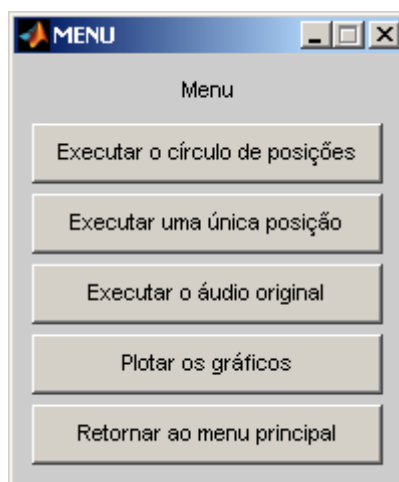 MENU
Menu
Executar o círculo de posições
Executar uma única posição
Executar o áudio original
Plotar os gráficos
Retornar ao menu principal